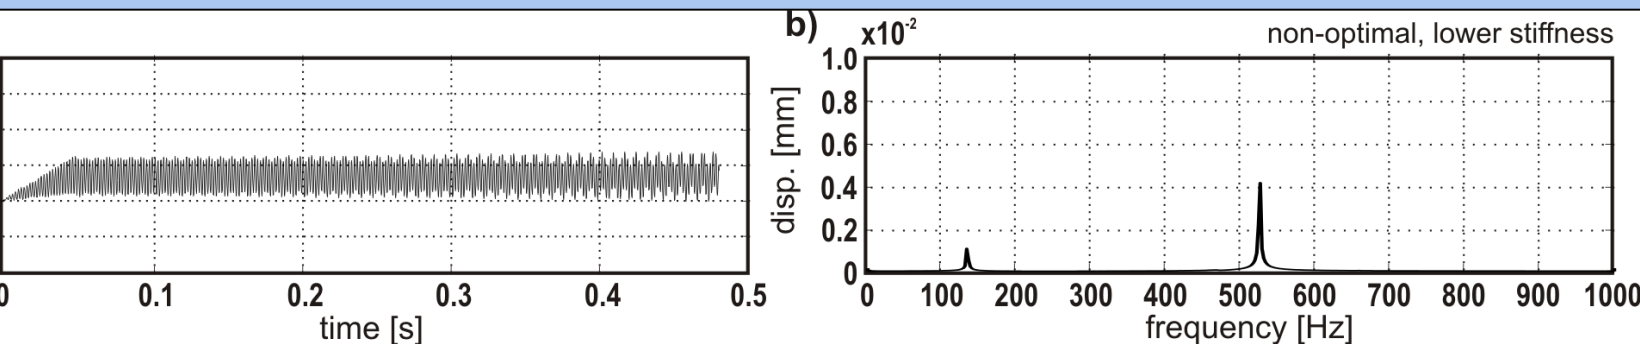 b)
x10-2
non-optimal, lower stiffness
1.0
0.8
0.6
0.4
0.2
0
disp. [mm]
0 0.1 0.2 0.3 0.4 0.5
time [s]
0 100 200 300 400 500 600 700 800 900 1000
frequency [Hz]